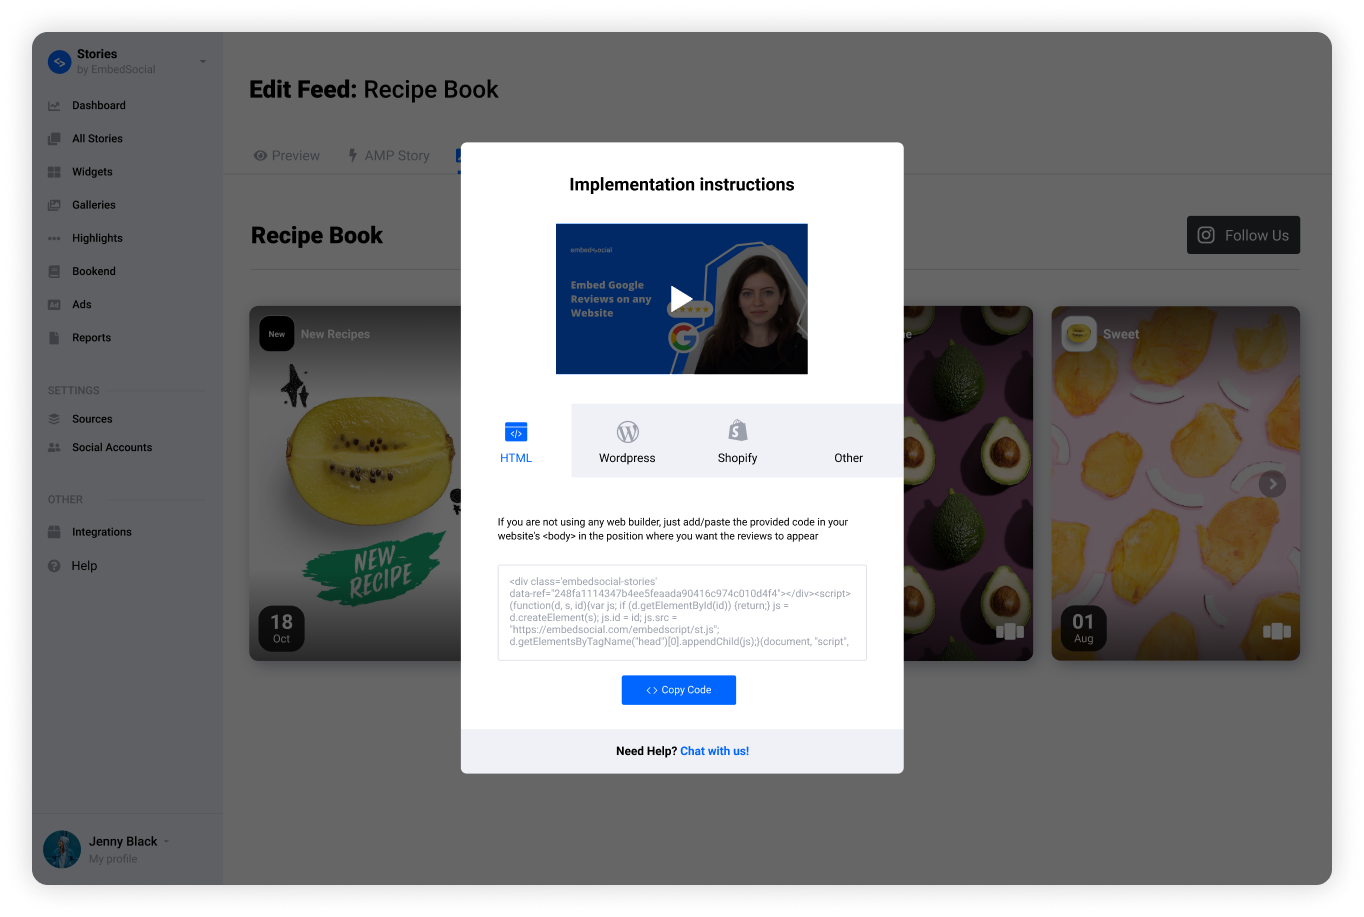 Stories
by EmbedSocial
Dashboard
All Stories
Widgets
Galleries
Highlights
Bookend
Ads
Reports
SETTINGS
Sources
Social Accounts
OTHER
Integrations
Help
Jenny Black
My profile
Edit Feed: Recipe Book
Preview
AMP Story
Recipe Book
Follow Us
New
New Recipes
NEW
RECIPE
18
Oct
Sweet
01
Aug
Implementation instructions
embedsocial
Embed Google
Reviews on any
Website
HTML
Wordpress
Shopify
Other
If you are not using any web builder, just add/paste the provided code in your
website's <body> in the position where you want the reviews to appear
<div class='embedsocial-stories'
data-ref="248fa1114347b4ee5feaada90416c974c010d4f4"></div><script>
(function(d, s, id){var js; if (d.getElementById(id)) {return;} js =
d.createElement(s); js.id = id; js.src =
"https://embedsocial.com/embedscript/st.js";
d.getElementsByTagName("head")[0].appendChild(js);}(document, "script",
Copy Code
Need Help? Chat with us!